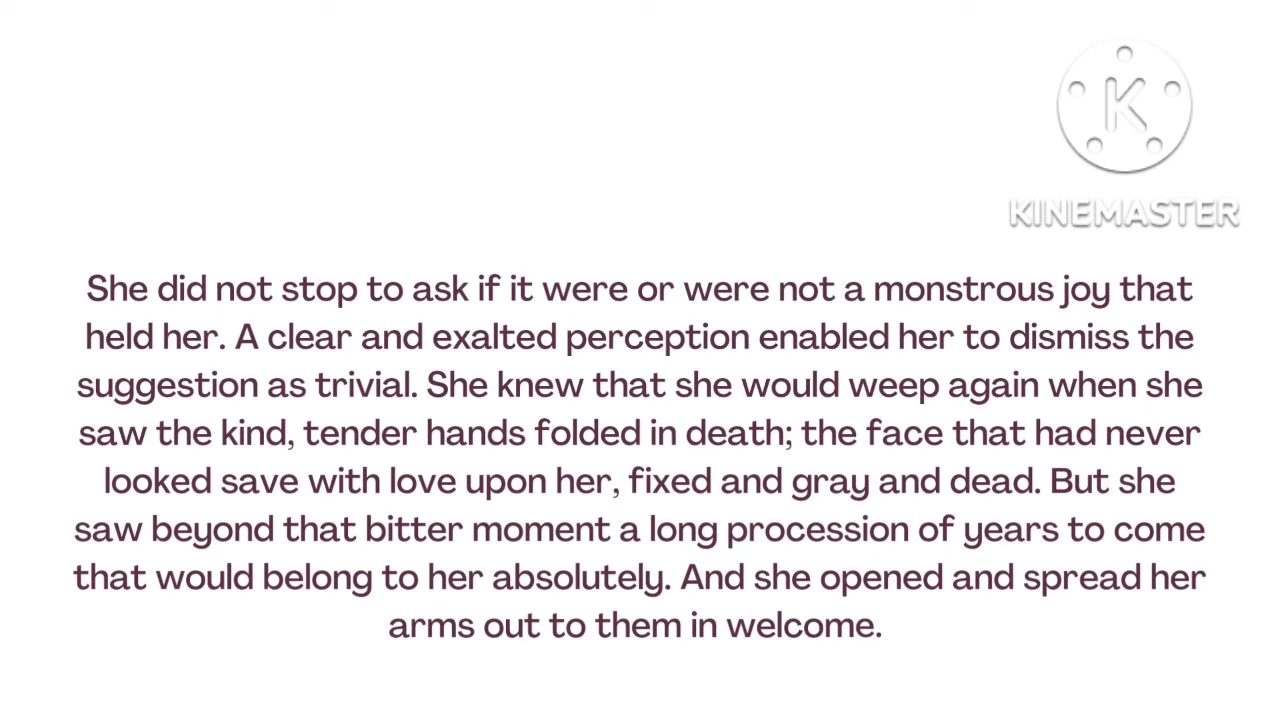 K
KINEMASTER
She did not stop to ask if it were or were not a monstrous joy that
held her. A clear and exalted perception enabled her to dismiss the
suggestion as trivial. She knew that she would weep again when she
saw the kind, tender hands folded in death; the face that had never
looked save with love upon her, fixed and gray and dead. But she
saw beyond that bitter moment a long procession of years to come
that would belong to her absolutely. And she opened and spread her
arms out to them in welcome.